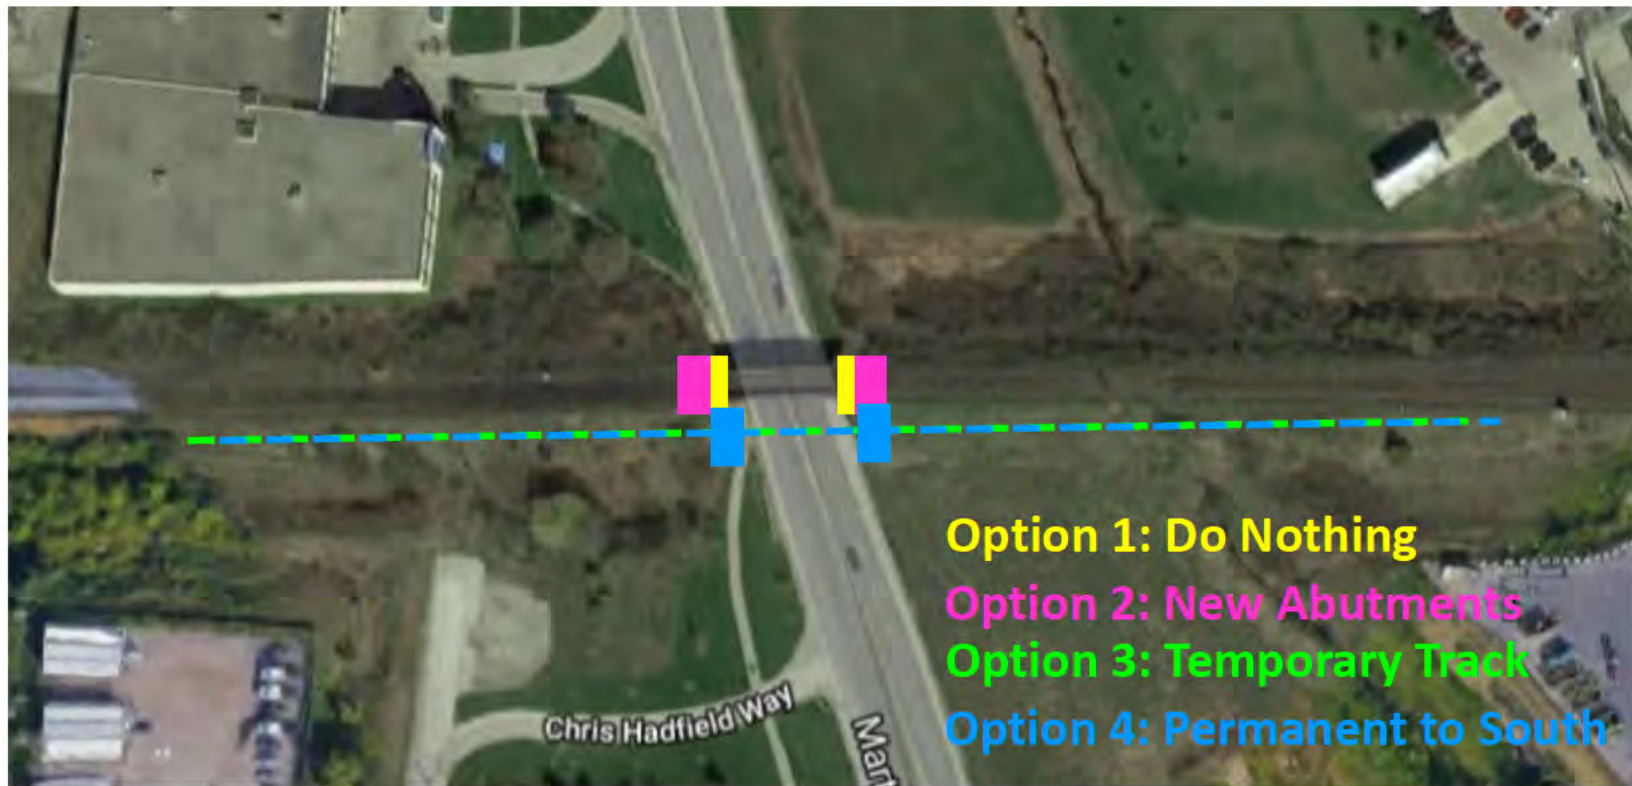 Option 1: Do Nothing
Option 2: New Abutments
Option 3: Temporary Track
Option 4: Permanent to South
Chris Hadfield Way
Mart